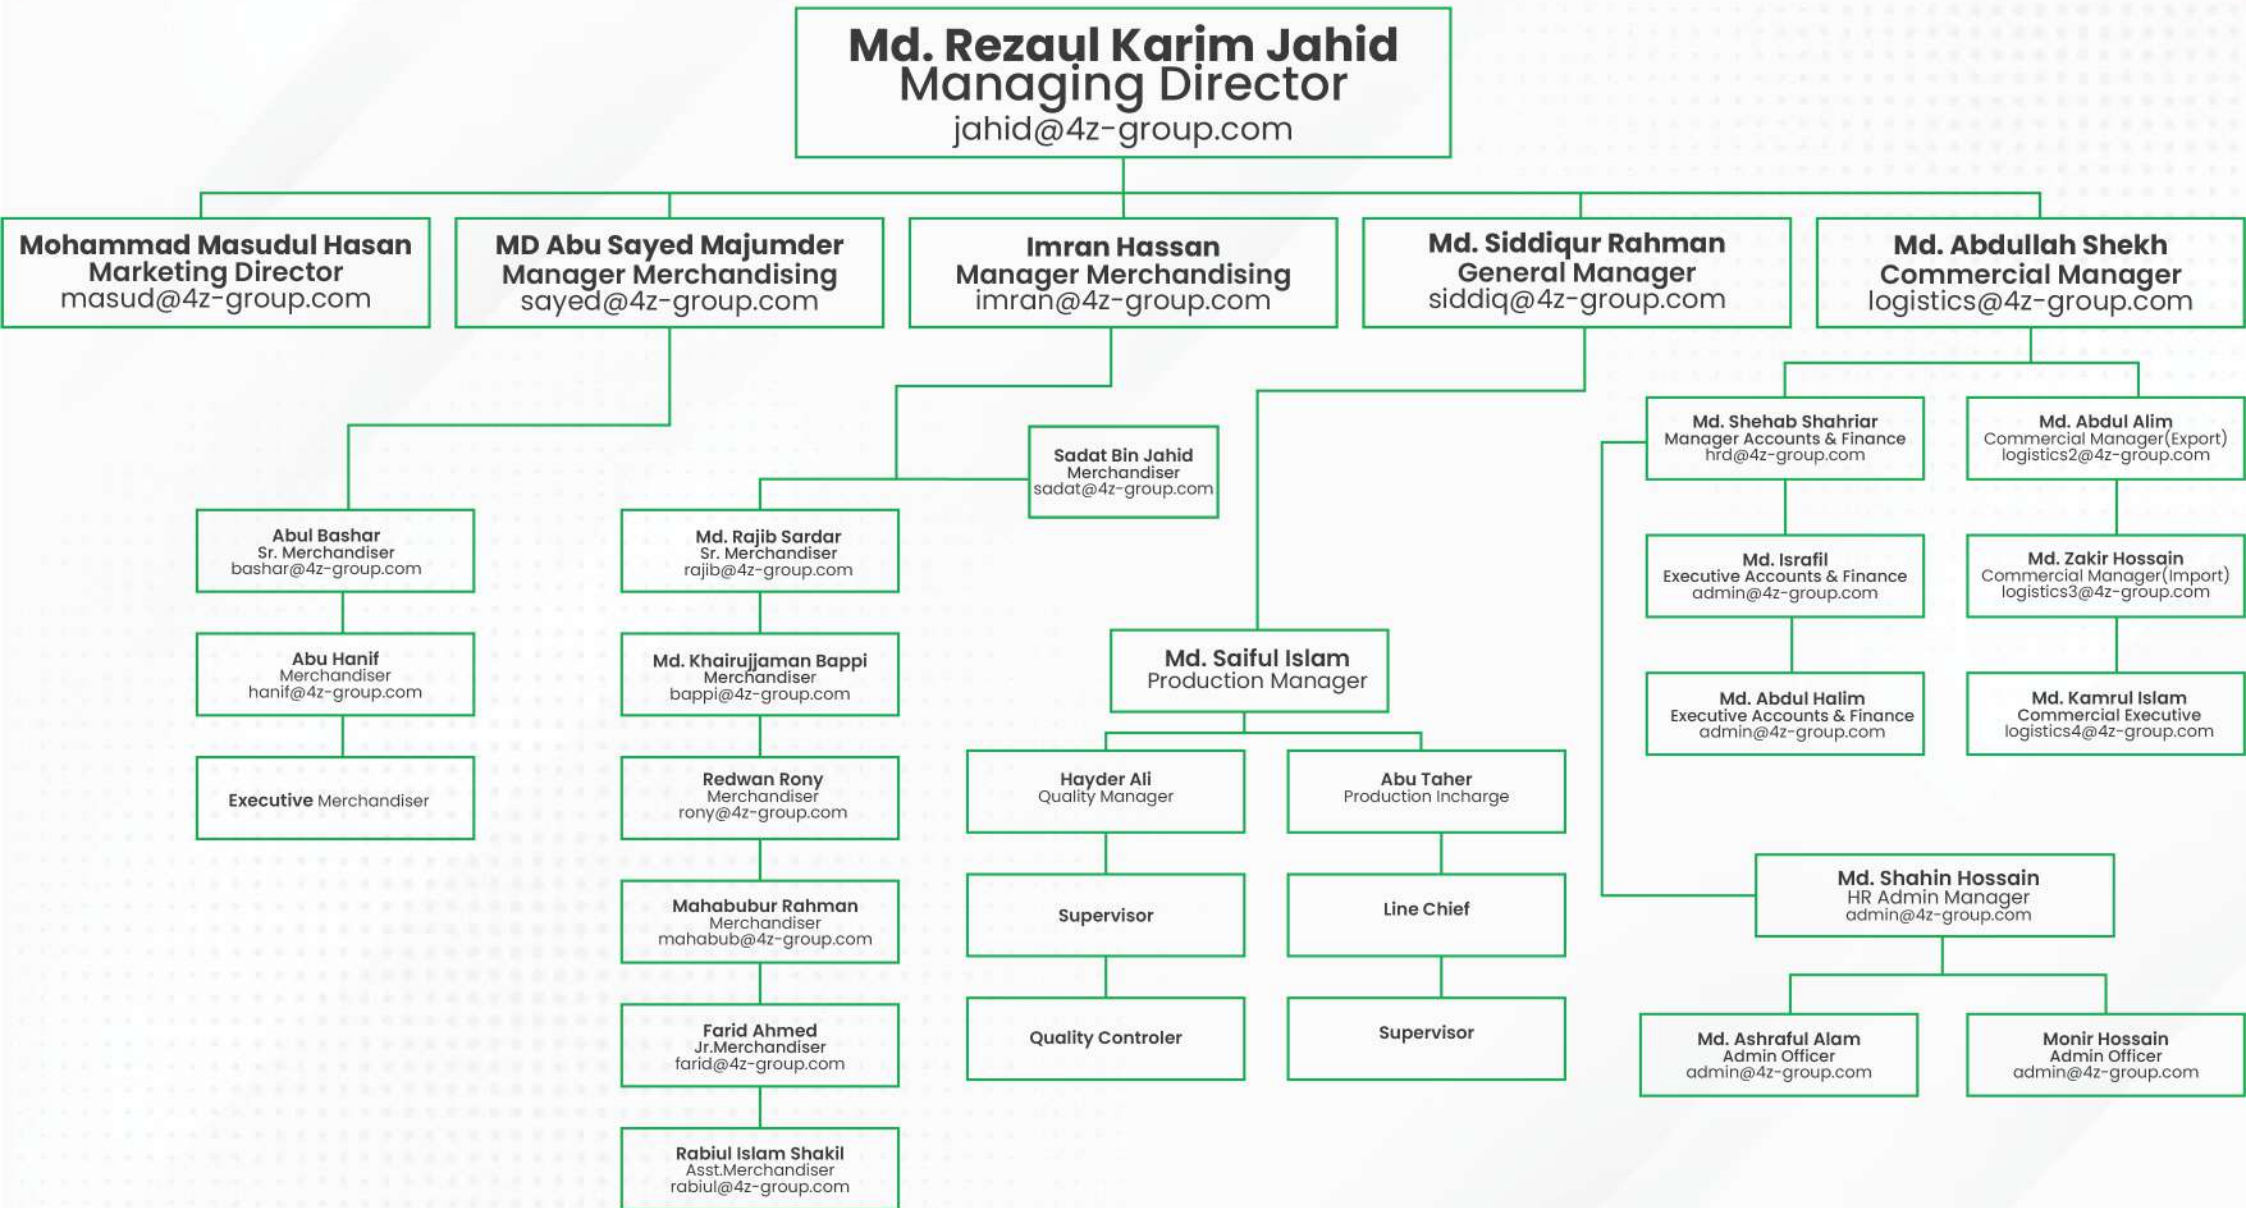 Md. Rezaul Karim Jahid
Managing Director
jahid@4z-group.com
Mohammad Masudul Hasan
Marketing Director
masud@4z-group.com
MD Abu Sayed Majumder
Manager Merchandising
sayed@4z-group.com
Imran Hassan
Manager Merchandising
imran@4z-group.com
Md. Siddiqur Rahman
General Manager
siddiq@4z-group.com
Md. Abdullah Shekh
Commercial Manager
logistics@4z-group.com
Abul Bashar
Sr. Merchandiser
bashar@4z-group.com
Abu Hanif
Merchandiser
hanif@4z-group.com
Executive Merchandiser
Sadat Bin Jahid
Merchandiser
sadat@4z-group.com
Md. Rajib Sardar
Sr. Merchandiser
rajib@4z-group.com
Md. Khairujjaman Bappi
Merchandiser
bappi@4z-group.com
Redwan Rony
Merchandiser
rony@4z-group.com
Mahabubur Rahman
Merchandiser
mahabub@4z-group.com
Farid Ahmed
Jr.Merchandiser
farid@4z-group.com
Rabiul Islam Shakil
Asst.Merchandiser
rabiul@4z-group.com
Md. Saiful Islam
Production Manager
Hayder Ali
Quality Manager
Supervisor
Quality Controler
Abu Taher
Production Incharge
Line Chief
Supervisor
Md. Shehab Shahriar
Manager Accounts & Finance
hrd@4z-group.com
Md. Israfil
Executive Accounts & Finance
admin@4z-group.com
Md. Abdul Halim
Executive Accounts & Finance
admin@4z-group.com
Md. Abdul Alim
Commercial Manager(Export)
logistics2@4z-group.com
Md. Zakir Hossain
Commercial Manager(Import)
logistics3@4z-group.com
Md. Kamrul Islam
Commercial Executive
logistics4@4z-group.com
Md. Shahin Hossain
HR Admin Manager
admin@4z-group.com
Md. Ashraful Alam
Admin Officer
admin@4z-group.com
Monir Hossain
Admin Officer
admin@4z-group.com